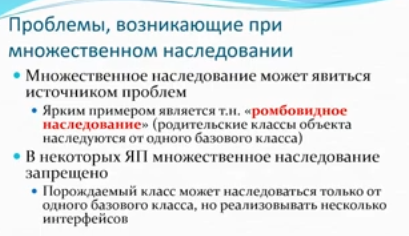 Проблемы, возникающие при
множественном наследовании
• Множественное наследование может явиться
источником проблем
• Ярким примером является т.н. «ромбовидное
наследование» (родительские классы объекта
наследуются от одного базового класса)
• В некоторых ЯП множественное наследование
запрещено
• Порождаемый класс может наследоваться только от
одного базового класса, но реализовывать несколько
интерфейсов